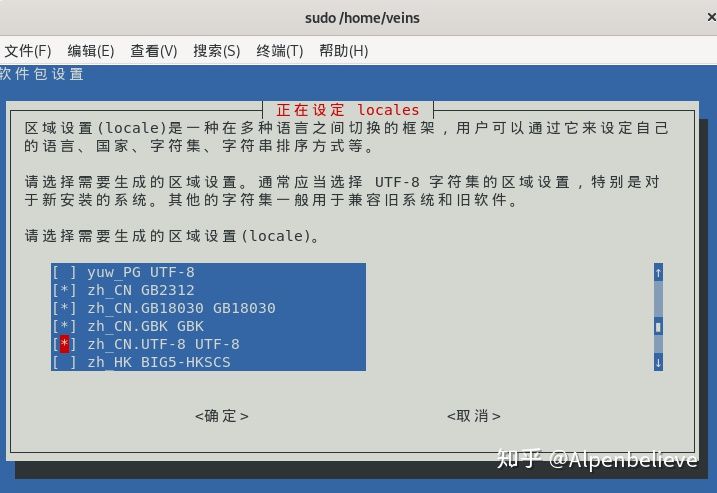 sudo /home/veins
文件(F) 编辑(E) 查看(V) 搜索(S) 终端(T) 帮助(H)
软件包设置
正在设定 locales
区域设置(locale)是一种在多种语言之间切换的框架，用户可以通过它来设定自己
的语言、国家、字符集、字符串排序方式等。
请选择需要生成的区域设置。通常应当选择 UTF-8 字符集的区域设置，特别是对
于新安装的系统。其他的字符集一般用于兼容旧系统和旧软件。
请选择需要生成的区域设置(locale)。
[ ] yuw_PG UTF-8
[*] zh_CN GB2312
[*] zh_CN.GB18030 GB18030
[*] zh_CN.GBK GBK
[*] zh_CN.UTF-8 UTF-8
[ ] zh_HK BIG5-HKSCS
<确定> <取消>
知乎 @Alpenbelieve